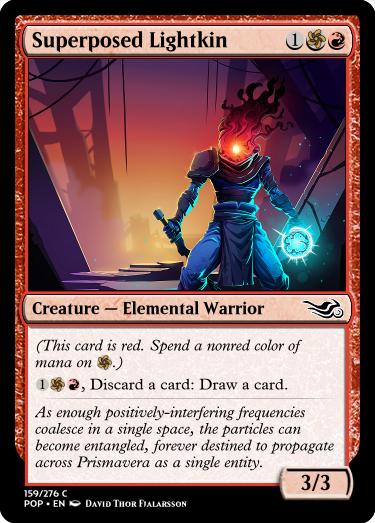 Superposed Lightkin 1
Creature — Elemental Warrior
(This card is red. Spend a nonred color of
mana on .)
1 , Discard a card: Draw a card.
As enough positively-interfering frequencies
coalesce in a single space, the particles can
become entangled, forever destined to propagate
across Prismavera as a single entity.
3/3
159/276 C
POP • EN DAVID THOR FJALARSSON